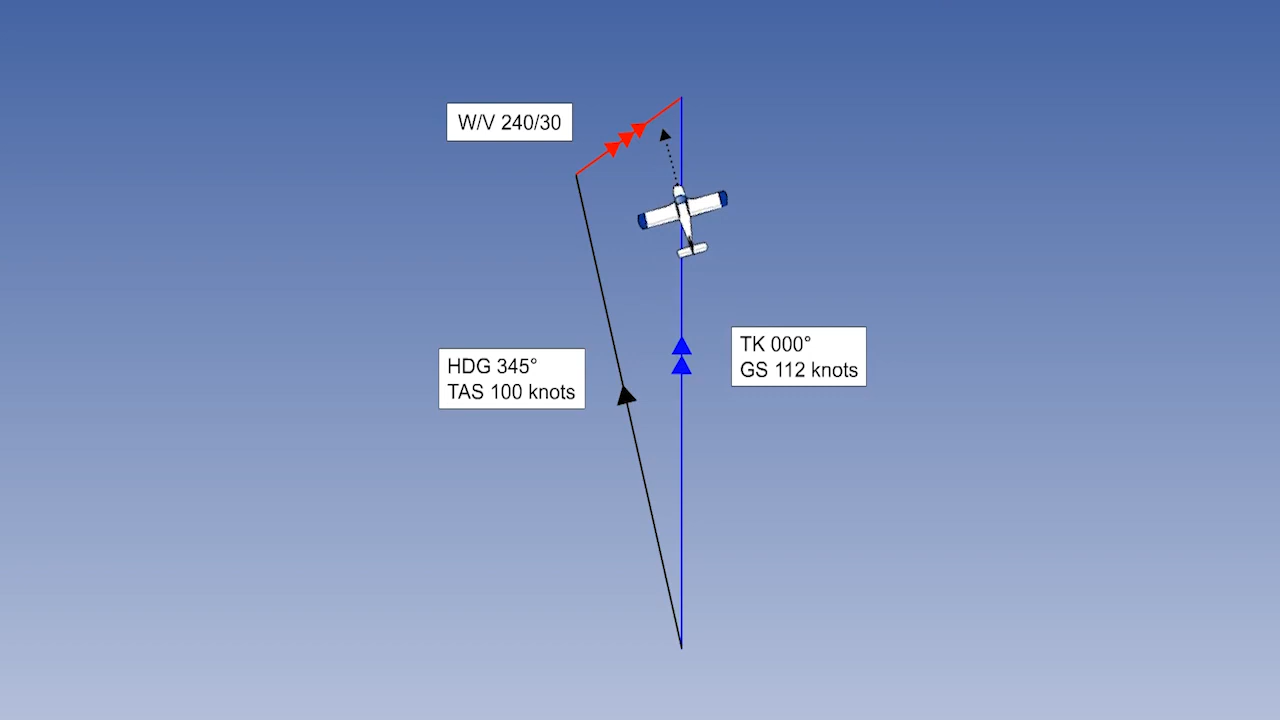 W/V 240/30
TK 000°
GS 112 knots
HDG 345°
TAS 100 knots